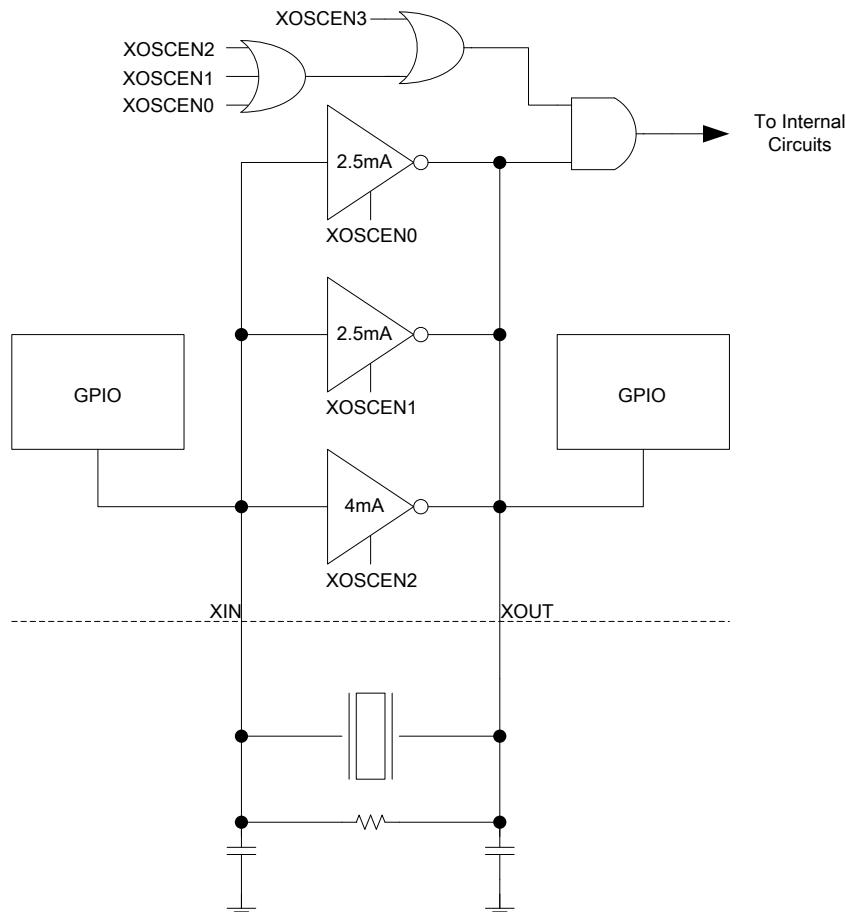 XOSCEN3
XOSCEN2
XOSCEN1
XOSCEN0
To Internal
Circuits
2.5mA
XOSCEN0
2.5mA
XOSCEN1
GPIO
GPIO
4mA
XOSCEN2
XIN
XOUT